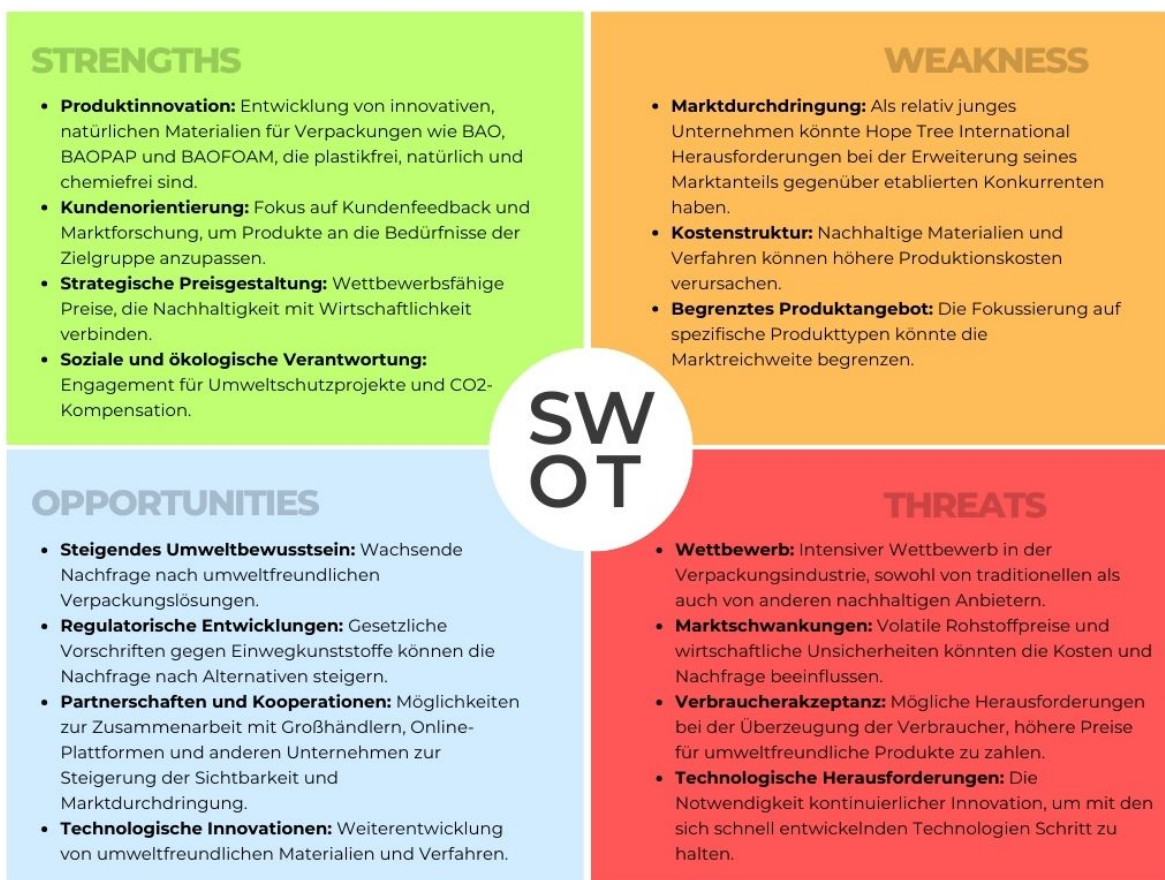 STRENGTHS
• Produktinnovation: Entwicklung von innovativen,
natürlichen Materialien für Verpackungen wie BAO,
BAOPAP und BAOFOAM, die plastikfrei, natürlich und
chemiefrei sind.
• Kundenorientierung: Fokus auf Kundenfeedback und
Marktforschung, um Produkte an die Bedürfnisse der
Zielgruppe anzupassen.
• Strategische Preisgestaltung: Wettbewerbsfähige
Preise, die Nachhaltigkeit mit Wirtschaftlichkeit
verbinden.
• Soziale und ökologische Verantwortung:
Engagement für Umweltschutzprojekte und CO2-
Kompensation.
WEAKNESS
• Marktdurchdringung: Als relativ junges
Unternehmen könnte Hope Tree International
Herausforderungen bei der Erweiterung seines
Marktanteils gegenüber etablierten Konkurrenten
haben.
• Kostenstruktur: Nachhaltige Materialien und
Verfahren können höhere Produktionskosten
verursachen.
• Begrenztes Produktangebot: Die Fokussierung auf
spezifische Produkttypen könnte die
Marktreichweite begrenzen.
SW
OT
OPPORTUNITIES
• Steigendes Umweltbewusstsein: Wachsende
Nachfrage nach umweltfreundlichen
Verpackungslösungen.
• Regulatorische Entwicklungen: Gesetzliche
Vorschriften gegen Einwegkunststoffe können die
Nachfrage nach Alternativen steigern.
• Partnerschaften und Kooperationen: Möglichkeiten
zur Zusammenarbeit mit Großhändlern, Online-
Plattformen und anderen Unternehmen zur
Steigerung der Sichtbarkeit und
Marktdurchdringung.
• Technologische Innovationen: Weiterentwicklung
von umweltfreundlichen Materialien und Verfahren.
THREATS
• Wettbewerb: Intensiver Wettbewerb in der
Verpackungsindustrie, sowohl von traditionellen als
auch von anderen nachhaltigen Anbietern.
• Marktschwankungen: Volatile Rohstoffpreise und
wirtschaftliche Unsicherheiten könnten die Kosten und
Nachfrage beeinflussen.
• Verbraucherakzeptanz: Mögliche Herausforderungen
bei der Überzeugung der Verbraucher, höhere Preise
für umweltfreundliche Produkte zu zahlen.
• Technologische Herausforderungen: Die
Notwendigkeit kontinuierlicher Innovation, um mit den
sich schnell entwickelnden Technologien Schritt zu
halten.